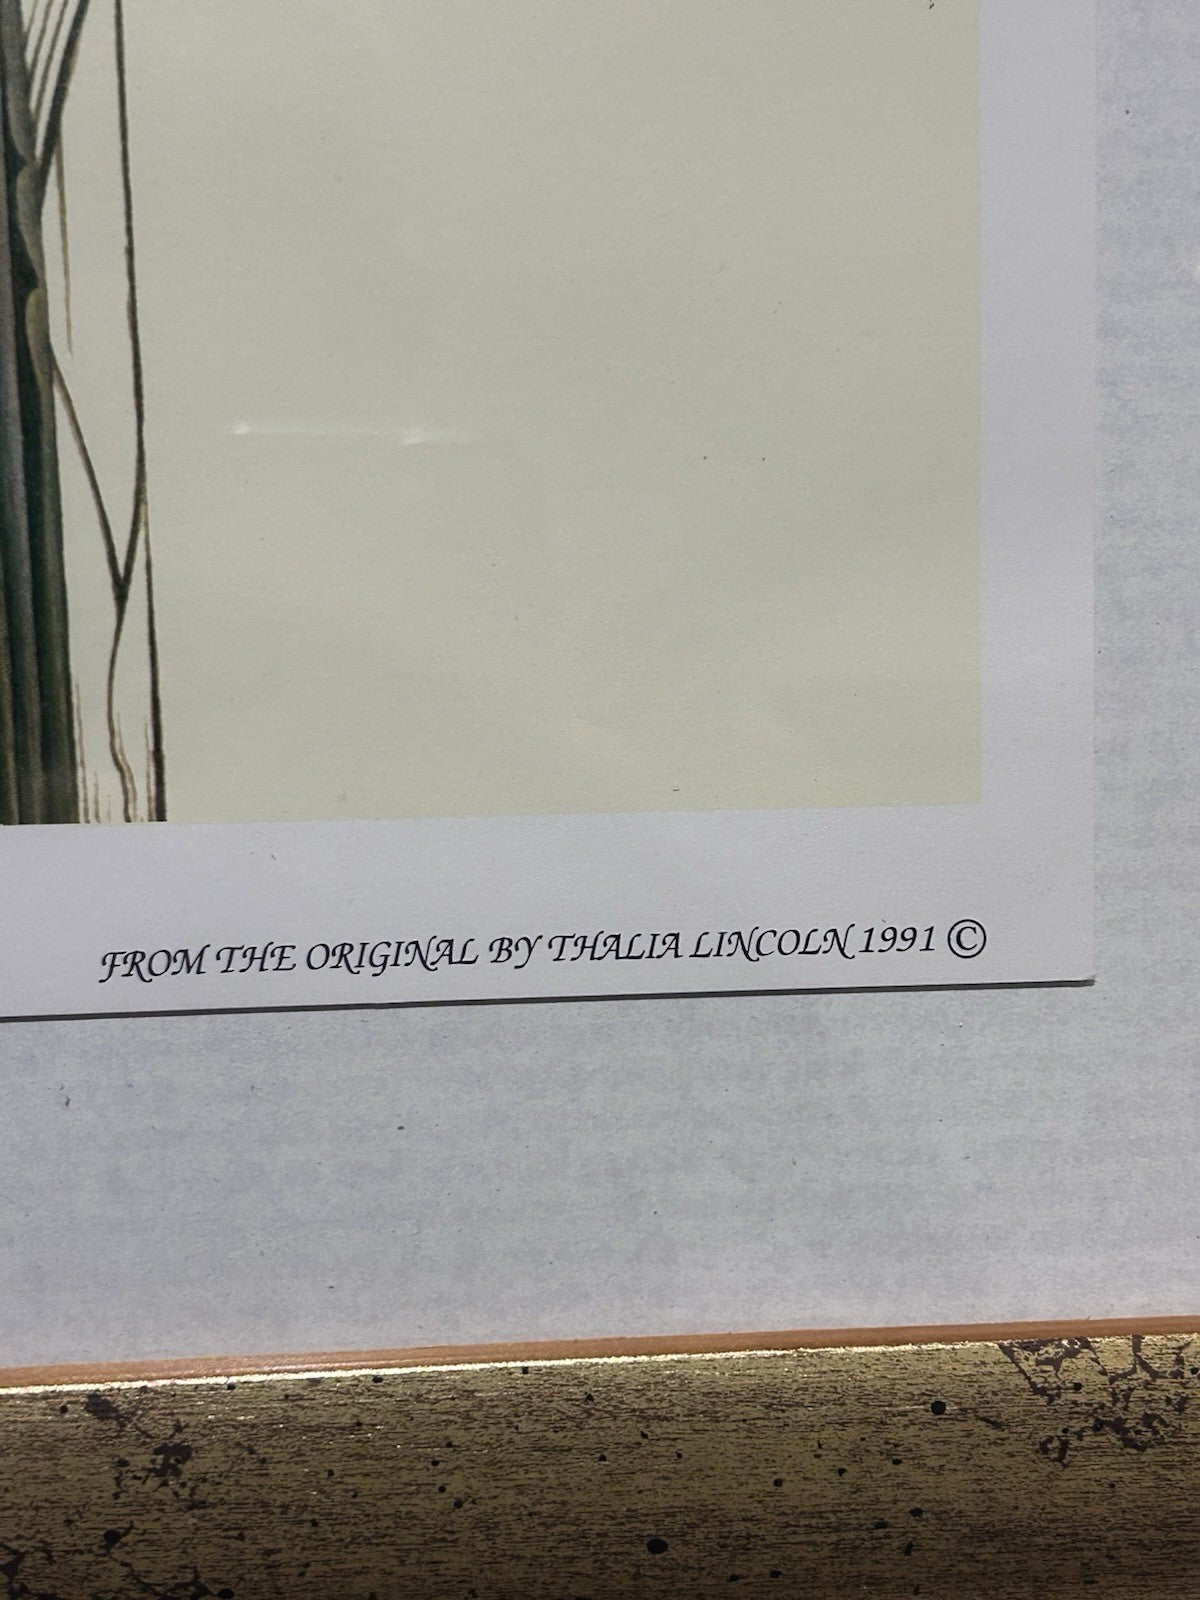 FROM THE ORIGINAL BY THALIA LINCOLN 1991 ©